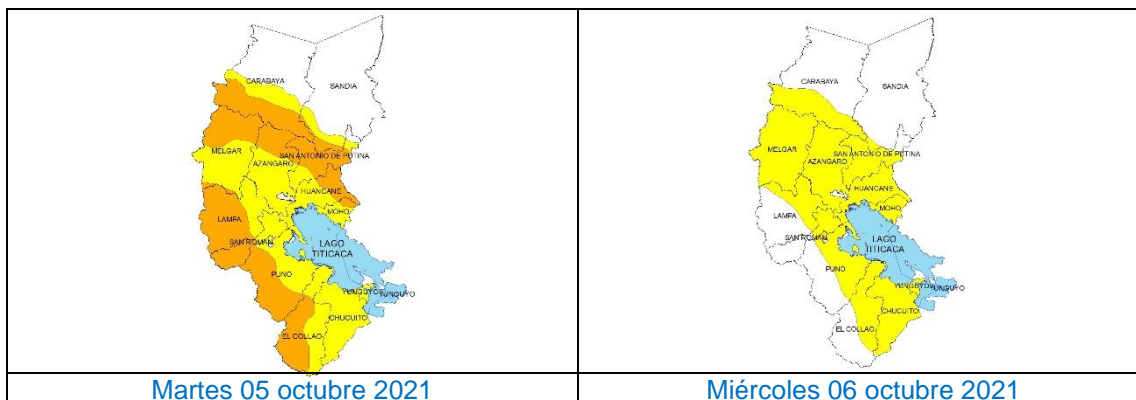 CARABAYA
SANDIA
MELGAR
SAN ANTONIO DE PUTINA
AZANGARO
HUANCANE
MOHO
LAMPA
SAN ROMAN
LAGO
TITICACA
PUNO
YUNGUYO
CHUCUITO
EL COLLAO
Martes 05 octubre 2021
CARABAYA
SANDIA
MELGAR
SAN ANTONIO DE PUTINA
AZANGARO
HUANCANE
MOHO
LAMPA
SAN ROMAN
LAGO
TITICACA
PUNO
YUNGUYO
CHUCUITO
EL COLLAO
Miércoles 06 octubre 2021